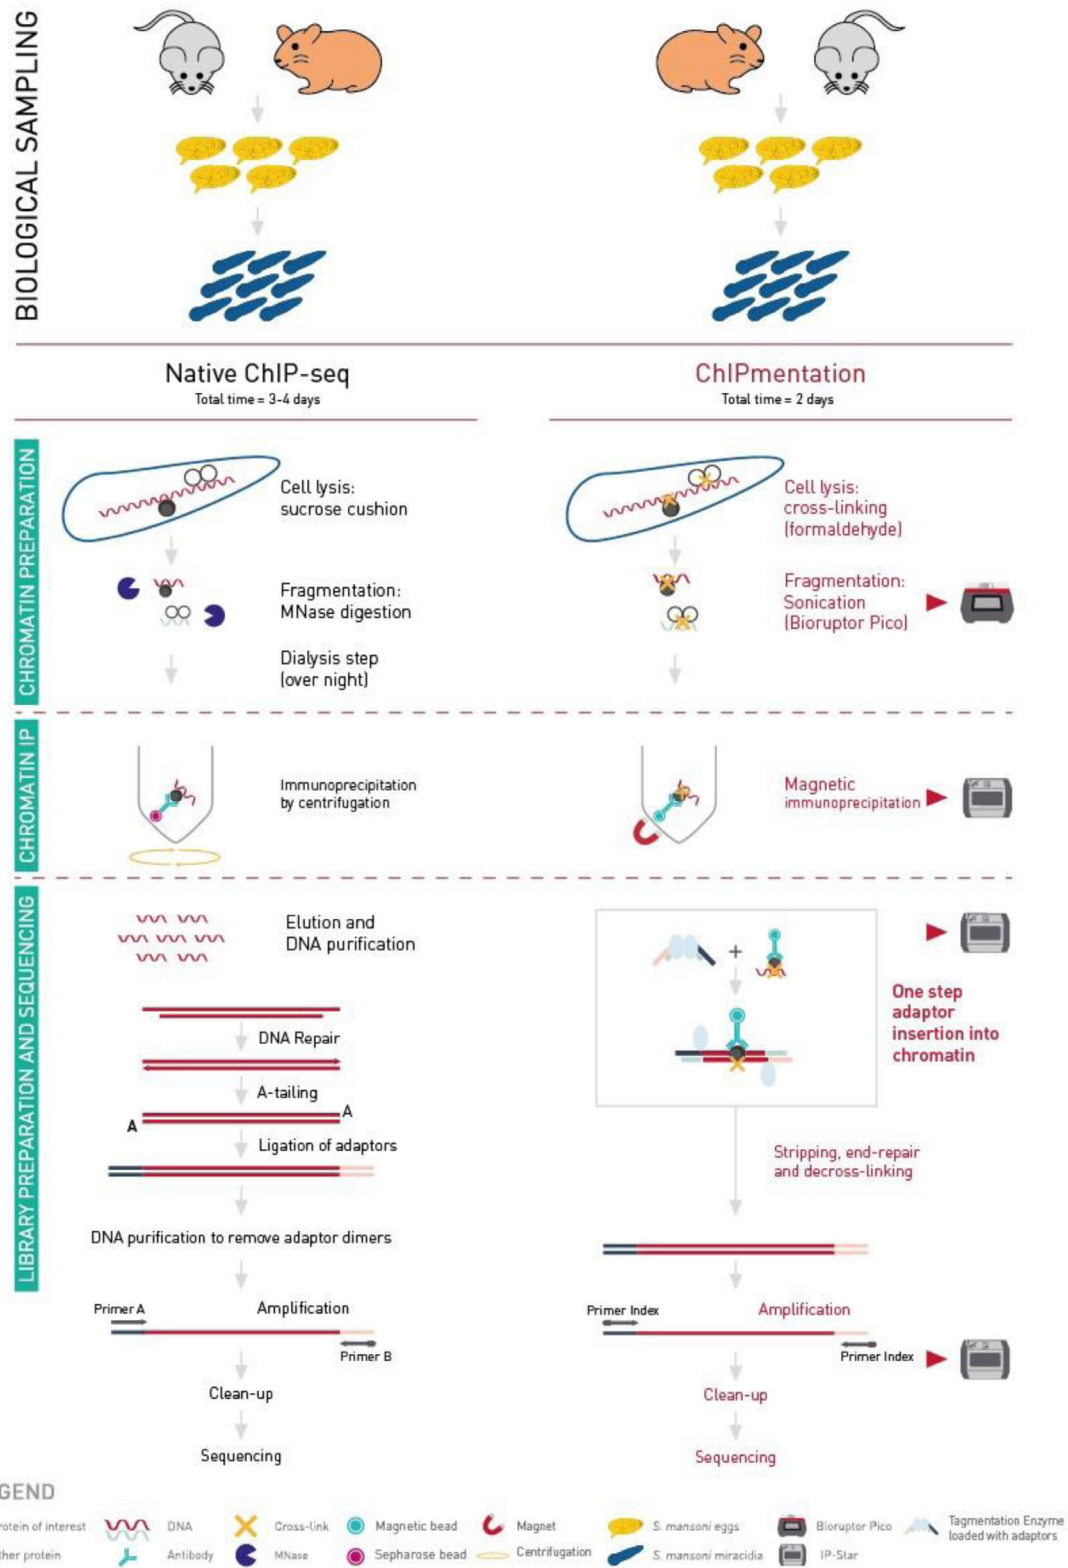 BIOLOGICAL SAMPLING
Native ChIP-seq
Total time = 3-4 days
ChIPmentation
Total time = 2 days
CHROMATIN PREPARATION
Cell lysis:
sucrose cushion
Fragmentation:
MNase digestion
Dialysis step
(over night)
Cell lysis:
cross-linking
(formaldehyde)
Fragmentation:
Sonication
(Bioruptor Pico)
CHROMATIN IP
Immunoprecipitation
by centrifugation
Magnetic
immunoprecipitation
LIBRARY PREPARATION AND SEQUENCING
Elution and
DNA purification
DNA Repair
A-tailing
A
A
Ligation of adaptors
DNA purification to remove adaptor dimers
Primer A
Amplification
Primer B
Clean-up
Sequencing
+
One step
adaptor
insertion into
chromatin
Stripping, end-repair
and decross-linking
Primer Index
Amplification
Primer Index
Clean-up
Sequencing
GEND
rotein of interest
DNA
Cross-link
Magnetic bead
Magnet
S. mansoni eggs
Bioruptor Pico
Tagmentation Enzyme
loaded with adaptors
ther protein
Antibody
MNase
Sepharose bead
Centrifugation
S. mansoni miracidia
IP-Star